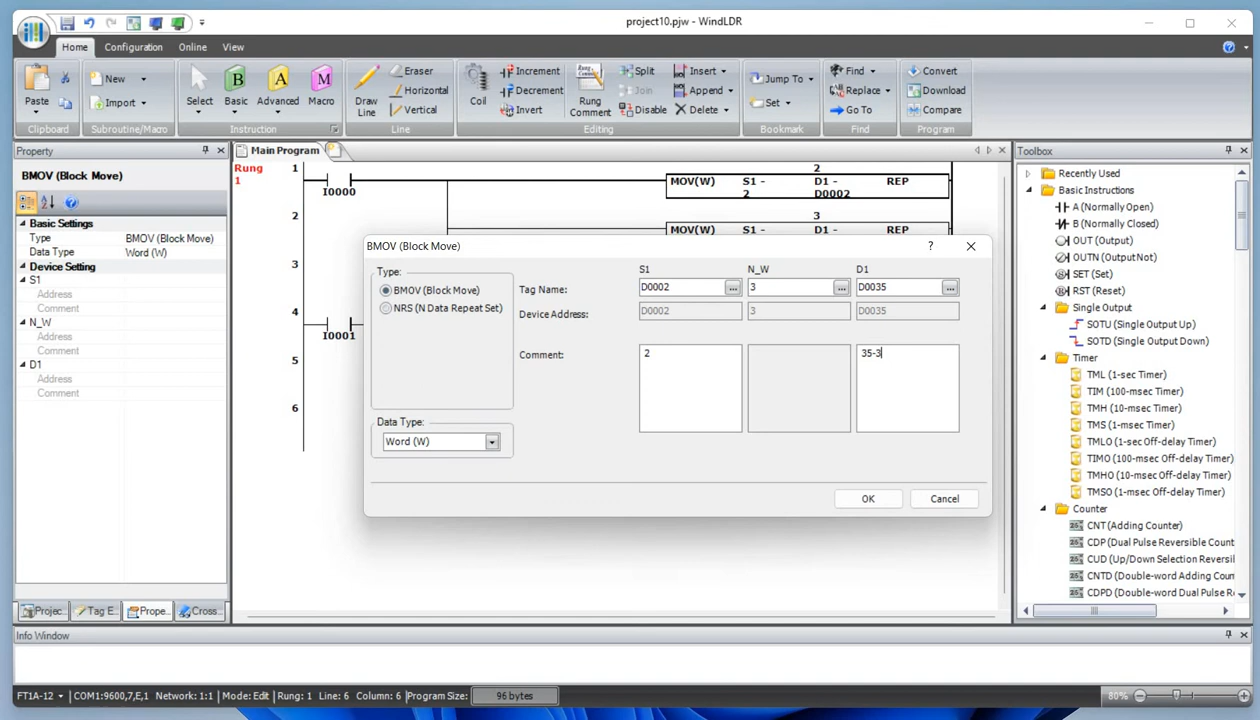 project10.pjw - WindLDR
Home Configuration Online View
Paste
Clipboard
New
Import
Subroutine/Macro
Select Basic Advanced Macro
B A M
Instruction
Draw Line
Eraser
Horizontal
Vertical
Line
Coil
Increment
Decrement
Invert
Rung Comment
Split
Join
Disable
Insert
Append
Delete
Editing
Jump To
Set
Bookmark
Find
Replace
Go To
Find
Convert
Download
Compare
Program
Property
BMOV (Block Move)
Basic Settings
Type BMOV (Block Move)
Data Type Word (W)
Device Setting
S1
Address
Comment
N_W
Address
Comment
D1
Address
Comment
Projec
Tag E
Prope
Cross
Main Program
Rung 1
1
I0000
2
MOV(W) S1 - 2 D1 - D0002 REP
2
3
MOV(W) S1 - D1 - REP
3
4
I0001
5
6
BMOV (Block Move)
? ✕
Type:
BMOV (Block Move)
NRS (N Data Repeat Set)
Data Type:
Word (W)
S1 N_W D1
Tag Name: D0002 ... 3 ... D0035 ...
Device Address: D0002 3 D0035
Comment: 2 35-3
OK Cancel
Toolbox
Recently Used
Basic Instructions
A (Normally Open)
B (Normally Closed)
OUT (Output)
OUTN (OutputNot)
SET (Set)
RST (Reset)
Single Output
SOTU (Single Output Up)
SOTD (Single Output Down)
Timer
TML (1-sec Timer)
TIM (100-msec Timer)
TMH (10-msec Timer)
TMS (1-msec Timer)
TMLO (1-sec Off-delay Timer)
TIMO (100-msec Off-delay Timer)
TMHO (10-msec Off-delay Timer)
TMSO (1-msec Off-delay Timer)
Counter
CNT (Adding Counter)
CDP (Dual Pulse Reversible Count
CUD (Up/Down Selection Reversil
CNTD (Double-word Adding Coun
CDPD (Double-word Dual Pulse Re
Info Window
FT1A-12 COM1:9600,7,E,1 Network: 1:1 Mode: Edit Rung: 1 Line: 6 Column: 6 Program Size: 96 bytes 80%